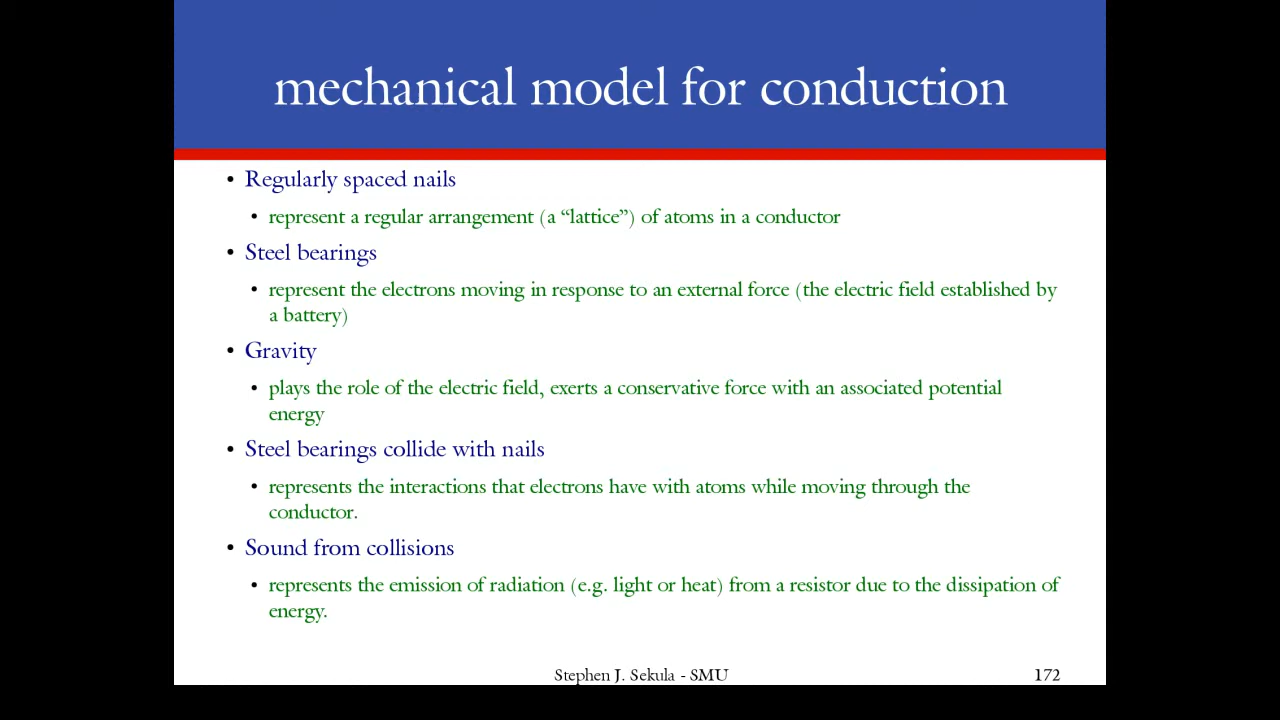 mechanical model for conduction
• Regularly spaced nails
• represent a regular arrangement (a “lattice”) of atoms in a conductor
• Steel bearings
• represent the electrons moving in response to an external force (the electric field established by
a battery)
• Gravity
• plays the role of the electric field, exerts a conservative force with an associated potential
energy
• Steel bearings collide with nails
• represents the interactions that electrons have with atoms while moving through the
conductor.
• Sound from collisions
• represents the emission of radiation (e.g. light or heat) from a resistor due to the dissipation of
energy.
Stephen J. Sekula - SMU
172